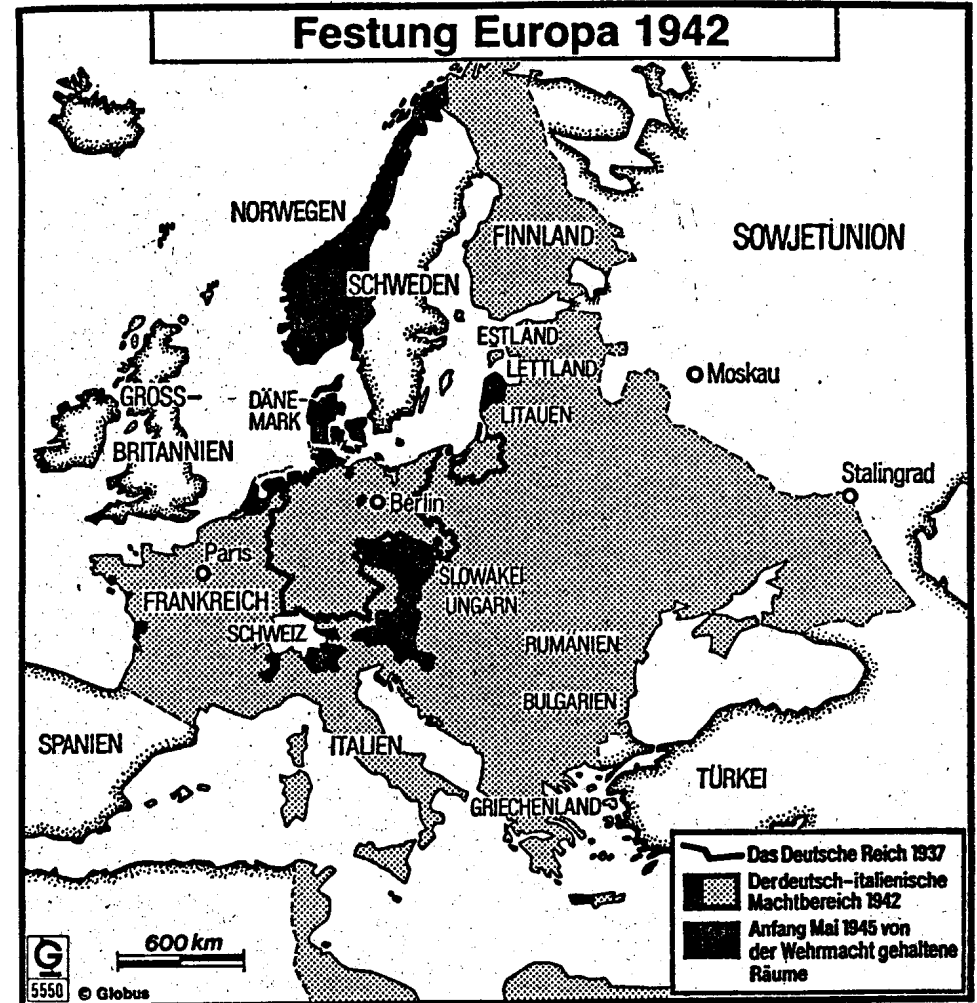 Festung Europa 1942
NORWEGEN
FINNLAND
SOWJETUNION
SCHWEDEN
ESTLAND
LETTLAND
Moskau
GROSS-
BRITANNIEN
DÄNE-
MARK
LITAUEN
Stalingrad
Berlin
Paris
FRANKREICH
SLOWAKEI
UNGARN
SCHWEIZ
RUMANIEN
BULGARIEN
SPANIEN
ITALIEN
TÜRKEI
GRIECHENLAND
Das Deutsche Reich 1937
Der deutsch-italienische
Machtbereich 1942
Anfang Mai 1945 von
der Wehrmacht gehaltene
Räume
600 km
G
5550
© Globus